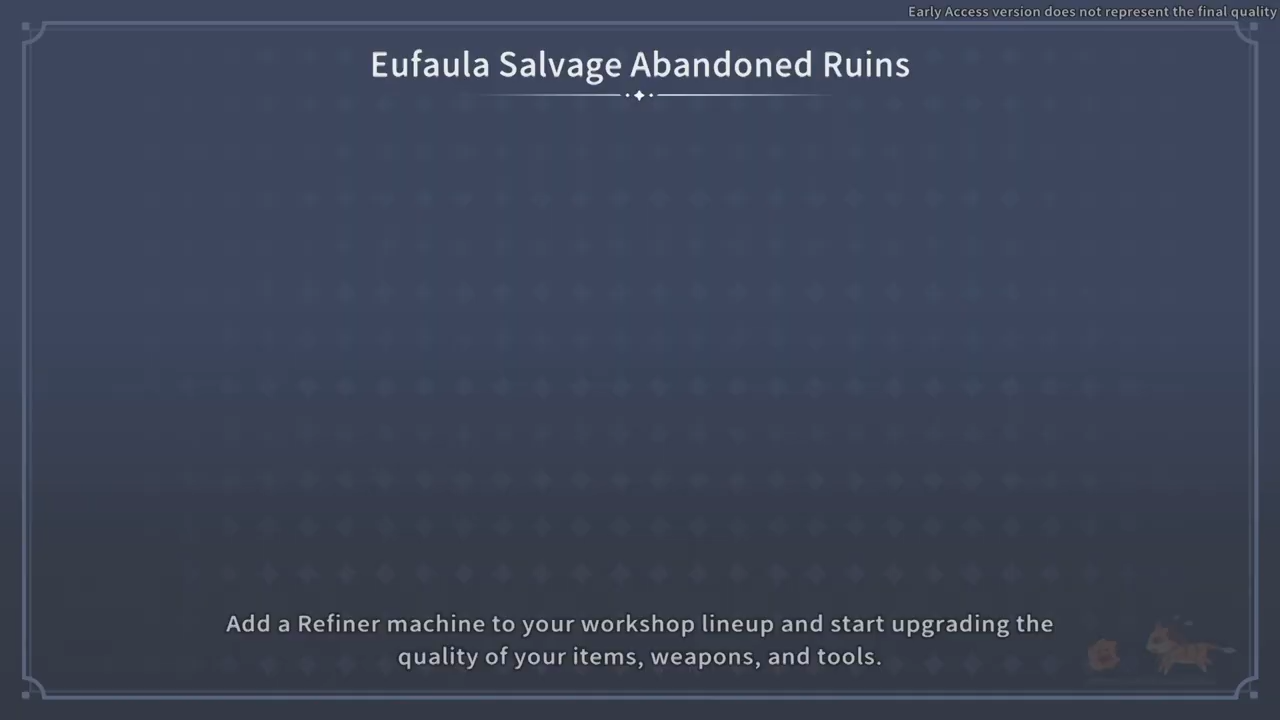 Early Access version does not represent the final quality
Eufaula Salvage Abandoned Ruins
Add a Refiner machine to your workshop lineup and start upgrading the
quality of your items, weapons, and tools.